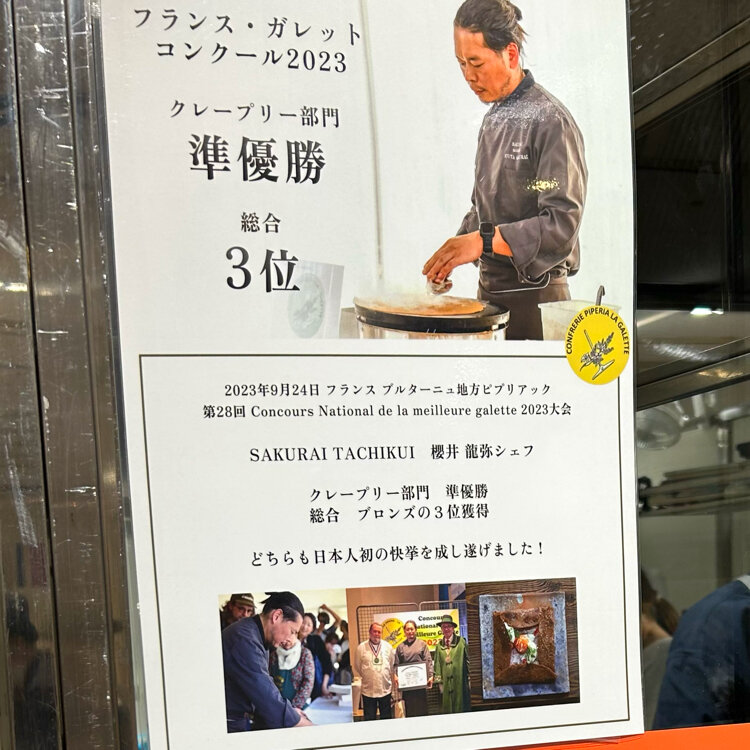 フランス・ガレット
コンクール2023
クレープリー部門
準優勝
総合
3位
CONFRERIE PIPERIA LA GALETTE
2023年9月24日 フランス ブルターニュ地方ピプリアック
第28回 Concours National de la meilleure galette 2023大会
SAKURAI TACHIKUI 櫻井 龍弥シェフ
クレープリー部門 準優勝
総合 ブロンズの3位獲得
どちらも日本人初の快挙を成し遂げました！
Concours